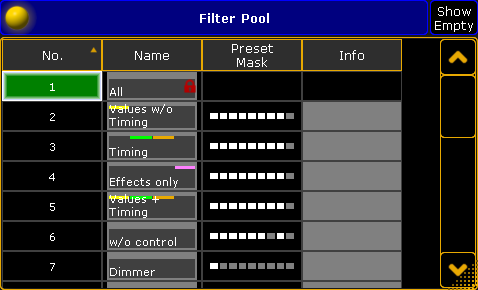 Filter Pool
Show
Empty
No.
Name
Preset
Mask
Info
1
All
2
Values w/o
Timing
3
Timing
4
Effects only
5
Values +
Timing
6
w/o control
7
Dimmer